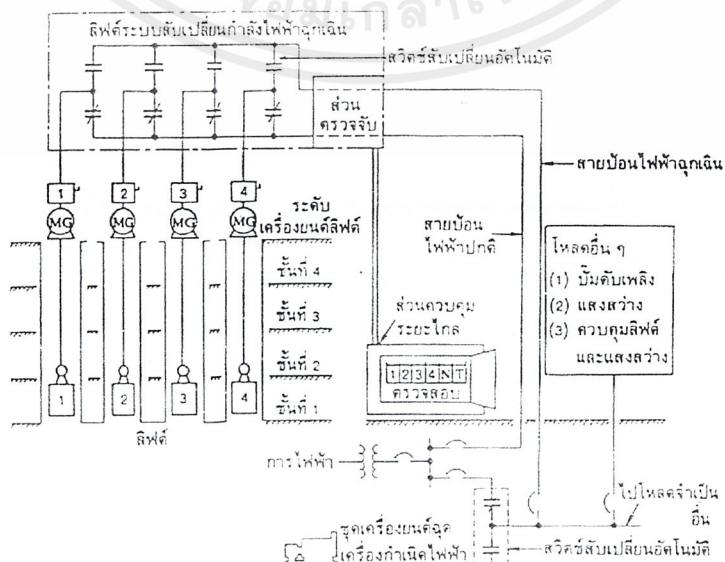 ลิฟต์ระบบสับเปลี่ยนกำลังไฟฟ้าฉุกเฉิน
สวิตช์สับเปลี่ยนอัตโนมัติ
ส่วน
ตรวจจับ
สายป้อนไฟฟ้าฉุกเฉิน
1 2 3 4
MG MG MG MG
ระดับ
เครื่องยนต์ลิฟต์
สายป้อน
ไฟฟ้าปกติ
โหลดอื่น ๆ
(1) ปั๊มดับเพลิง
(2) แสงสว่าง
(3) ควบคุมลิฟต์
และแสงสว่าง
ชั้นที่ 4
ชั้นที่ 3
ชั้นที่ 2
ชั้นที่ 1
ส่วนควบคุม
ระยะไกล
1 2 3 4 N T
ตรวจสอบ
1 2 3 4
ลิฟต์
การไฟฟ้า
ไปโหลดจำเป็น
อื่น
ชุดเครื่องยนต์ฉุด
เครื่องกำเนิดไฟฟ้า
สวิตช์สับเปลี่ยนอัตโนมัติ